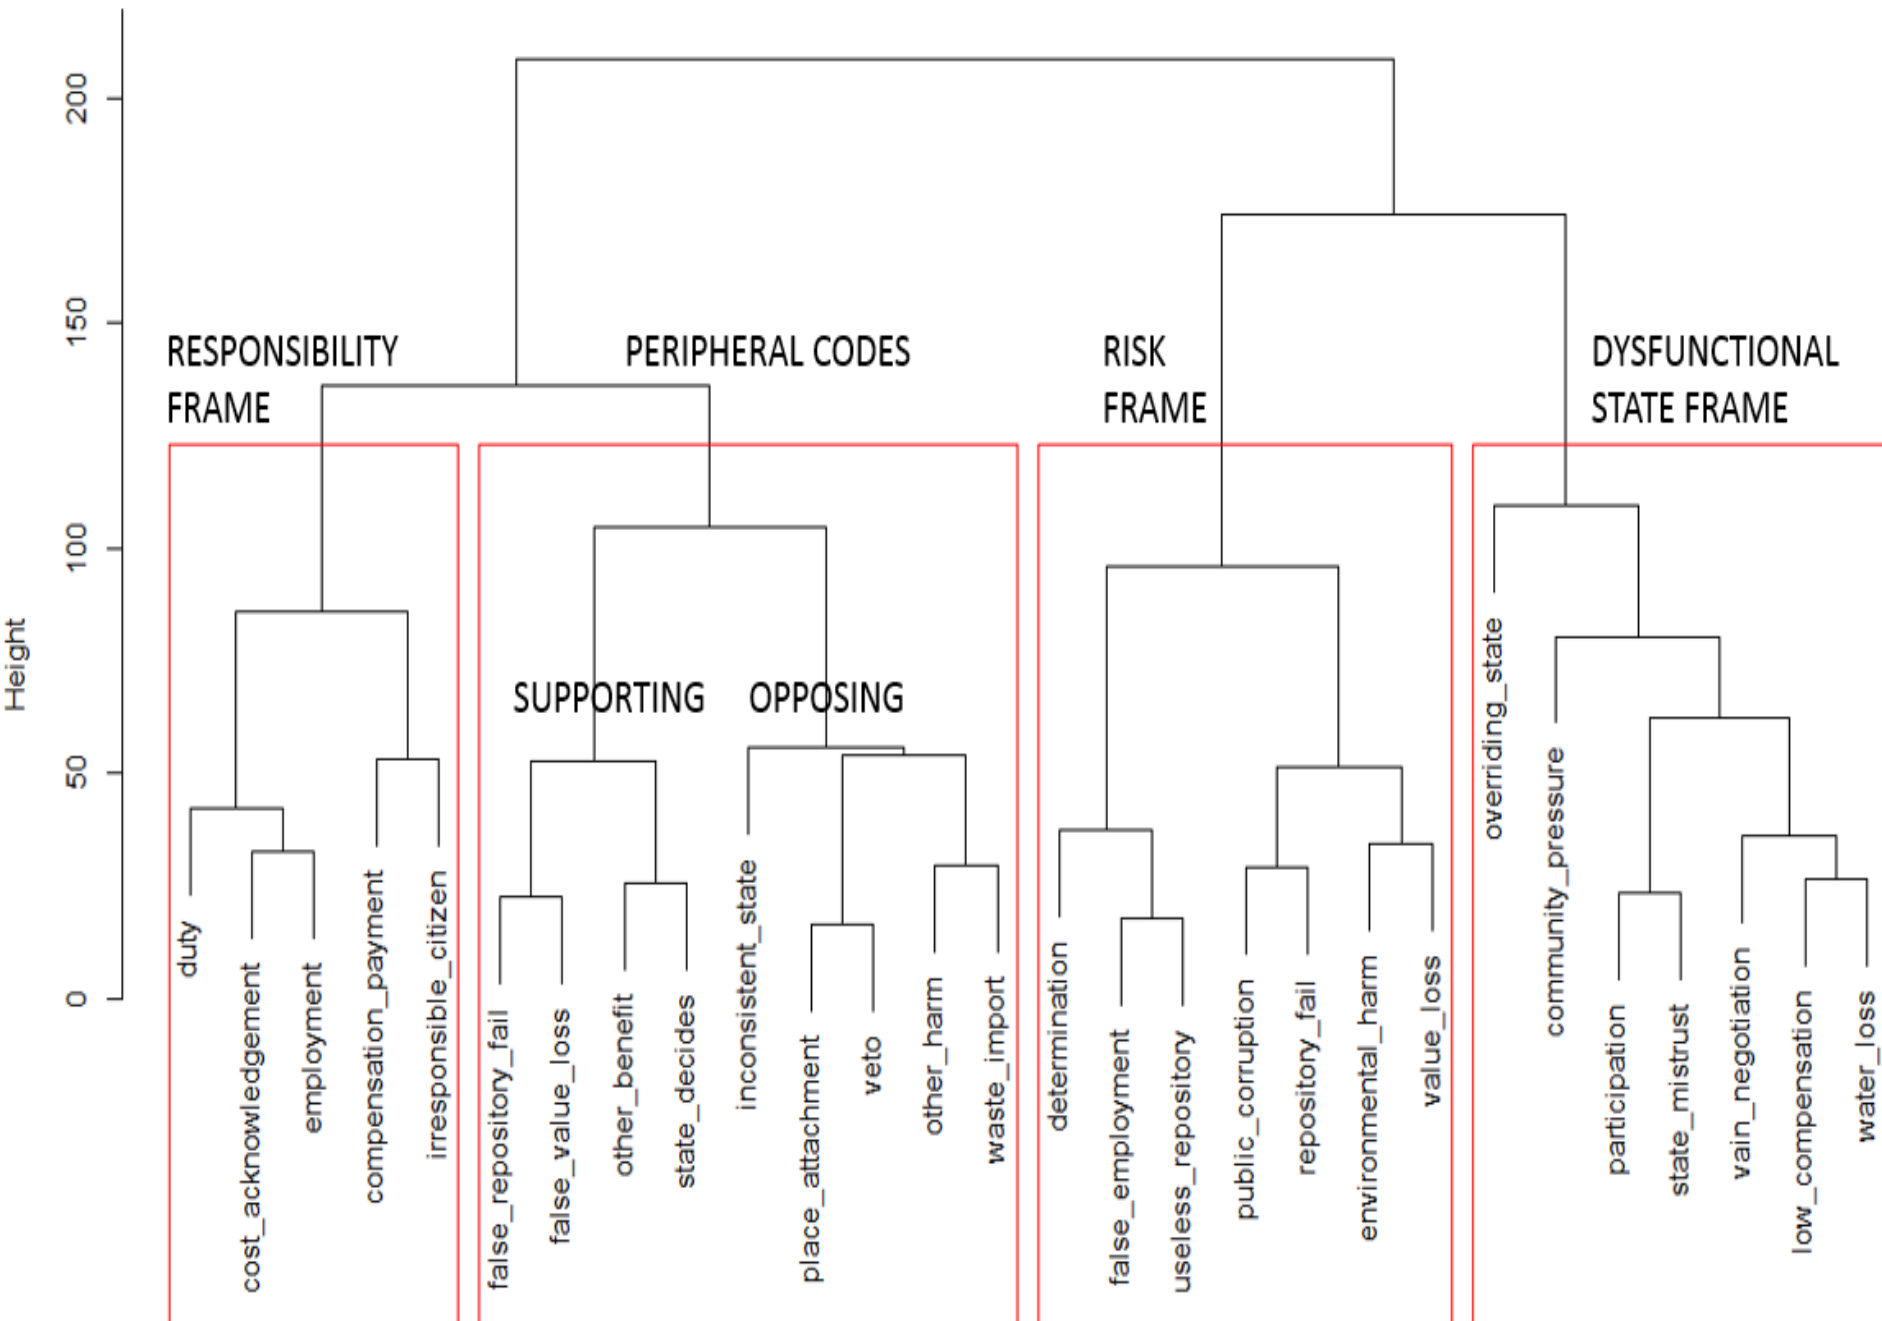 200
150
100
50
0
Height
RESPONSIBILITY
FRAME
PERIPHERAL CODES
RISK
FRAME
DYSFUNCTIONAL
STATE FRAME
SUPPORTING
OPPOSING
duty
cost_acknowledgement
employment
compensation_payment
irresponsible_citizen
false_repository_fail
false_value_loss
other_benefit
state_decides
inconsistent_state
place_attachment
veto
other_harm
waste_import
determination
false_employment
useless_repository
public_corruption
repository_fail
environmental_harm
value_loss
overriding_state
community_pressure
participation
state_mistrust
vain_negotiation
low_compensation
water_loss